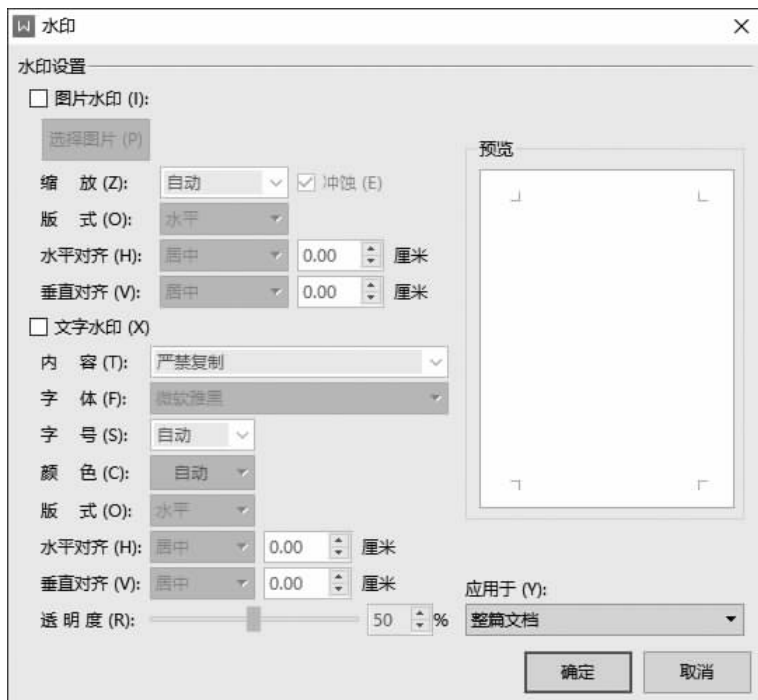 水印
水印设置
图片水印 (I):
选择图片 (P)
缩 放 (Z): 自动 冲蚀 (E)
版 式 (O): 水平
水平对齐 (H): 居中 0.00 厘米
垂直对齐 (V): 居中 0.00 厘米
文字水印 (X)
内 容 (T): 严禁复制
字 体 (F): 微软雅黑
字 号 (S): 自动
颜 色 (C): 自动
版 式 (O): 水平
水平对齐 (H): 居中 0.00 厘米
垂直对齐 (V): 居中 0.00 厘米
透 明 度 (R): 50 %
预览
应用于 (Y):
整篇文档
确定 取消